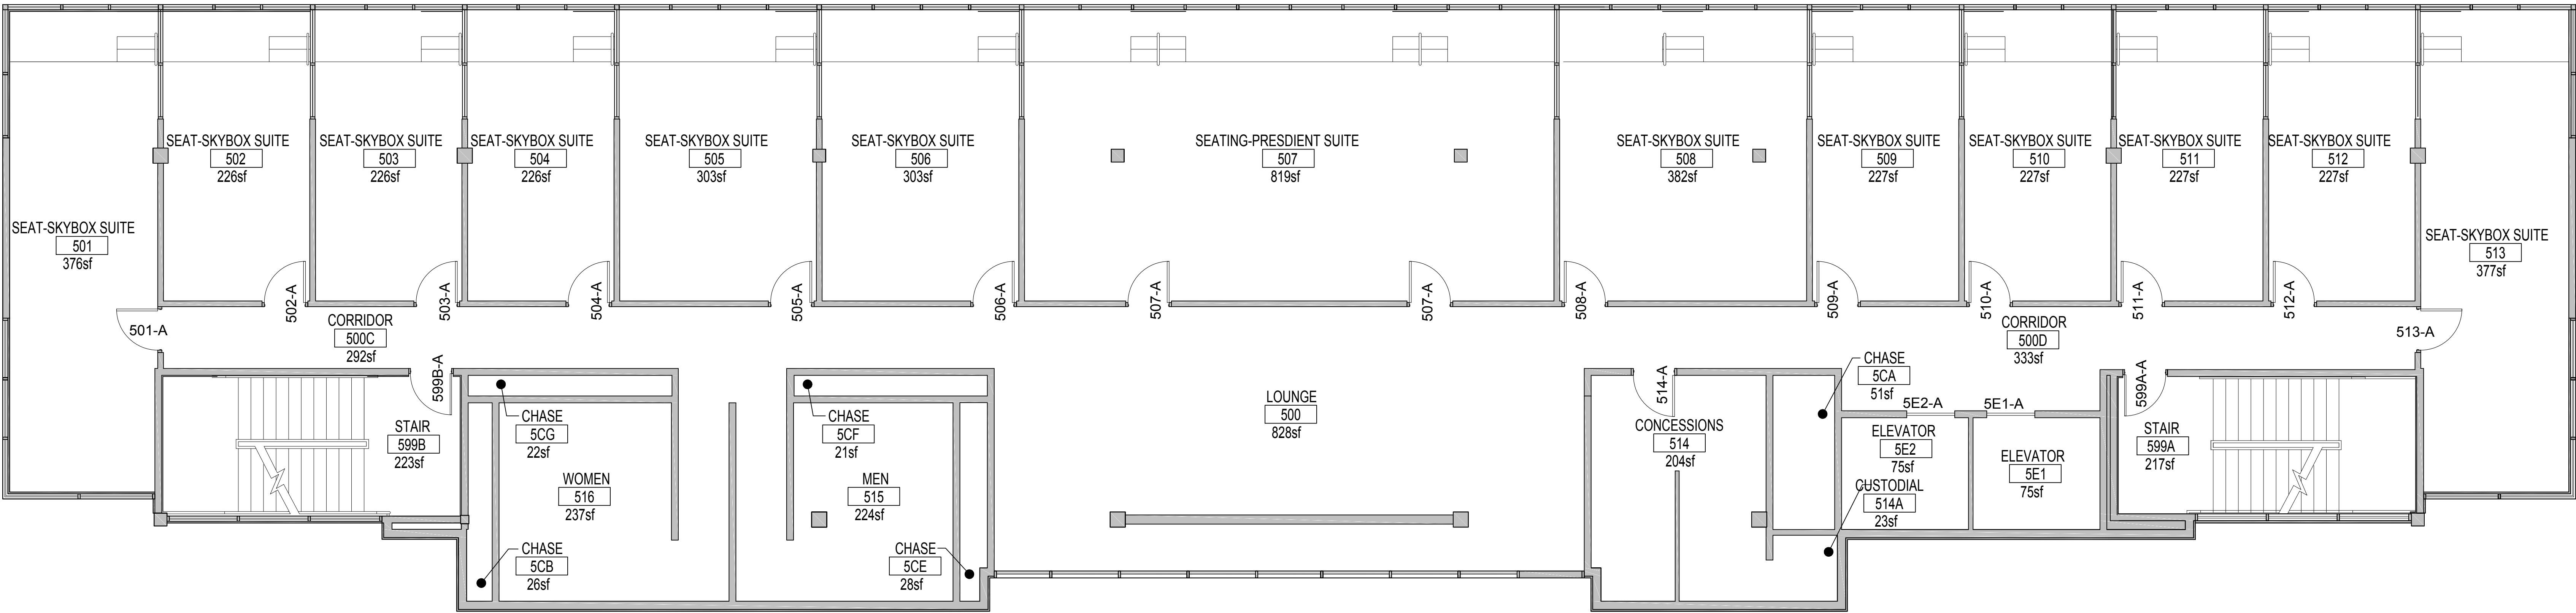 SEAT-SKYBOX SUITE
502
226sf
SEAT-SKYBOX SUITE
503
226sf
SEAT-SKYBOX SUITE
504
226sf
SEAT-SKYBOX SUITE
505
303sf
SEAT-SKYBOX SUITE
506
303sf
SEATING-PRESDIENT SUITE
507
819sf
SEAT-SKYBOX SUITE
508
382sf
SEAT-SKYBOX SUITE
509
227sf
SEAT-SKYBOX SUITE
510
227sf
SEAT-SKYBOX SUITE
511
227sf
SEAT-SKYBOX SUITE
512
227sf
SEAT-SKYBOX SUITE
501
376sf
SEAT-SKYBOX SUITE
513
377sf
501-A
502-A
503-A
504-A
505-A
506-A
507-A
507-A
508-A
509-A
510-A
511-A
512-A
513-A
CORRIDOR
500C
292sf
CORRIDOR
500D
333sf
599B-A
514-A
599A-A
CHASE
5CA
51sf
5E2-A
5E1-A
STAIR
599B
223sf
CHASE
5CG
22sf
CHASE
5CF
21sf
LOUNGE
500
828sf
CONCESSIONS
514
204sf
ELEVATOR
5E2
75sf
ELEVATOR
5E1
75sf
STAIR
599A
217sf
WOMEN
516
237sf
MEN
515
224sf
CUSTODIAL
514A
23sf
CHASE
5CB
26sf
CHASE
5CE
28sf